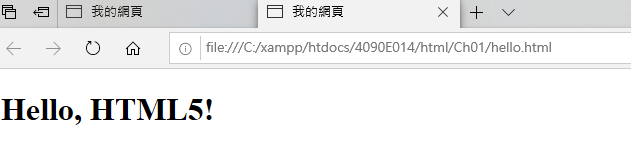 我的網頁
我的網頁
file:///C:/xampp/htdocs/4090E014/html/Ch01/hello.html
Hello, HTML5!